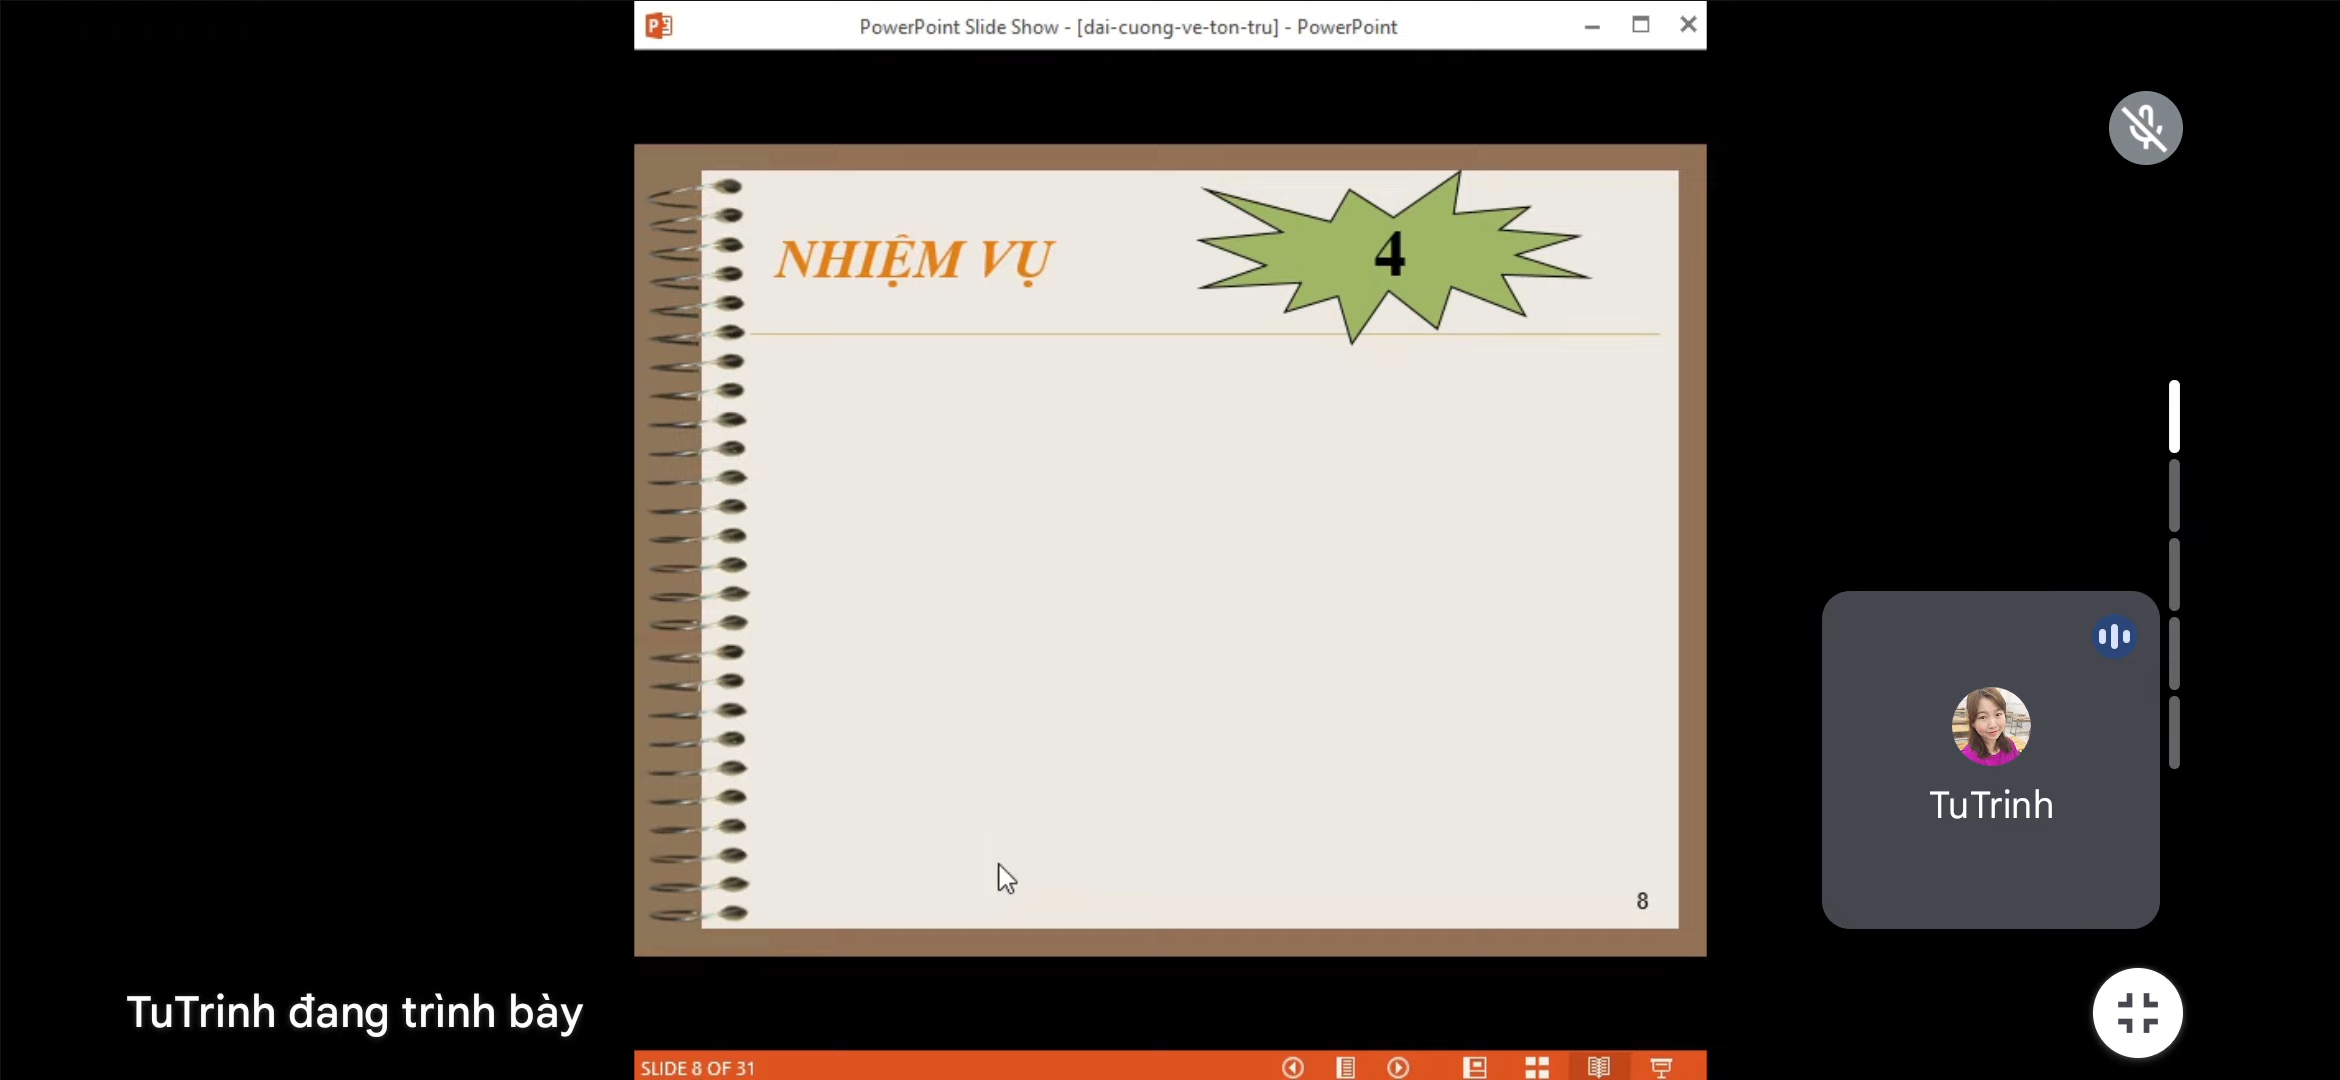 PowerPoint Slide Show - [dai-cuong-ve-ton-tru] - PowerPoint
NHIỆM VỤ
4
8
TuTrinh
TuTrinh đang trình bày
SLIDE 8 OF 31